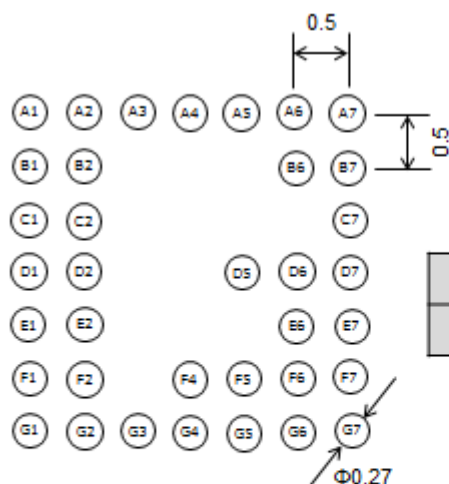 0.5
A1 A2 A3 A4 A5 A6 A7
0.5
B1 B2 B6 B7
C1 C2 C7
D1 D2 D5 D6 D7
E1 E2 E6 E7
F1 F2 F4 F5 F6 F7
G1 G2 G3 G4 G5 G6 G7
Φ0.27